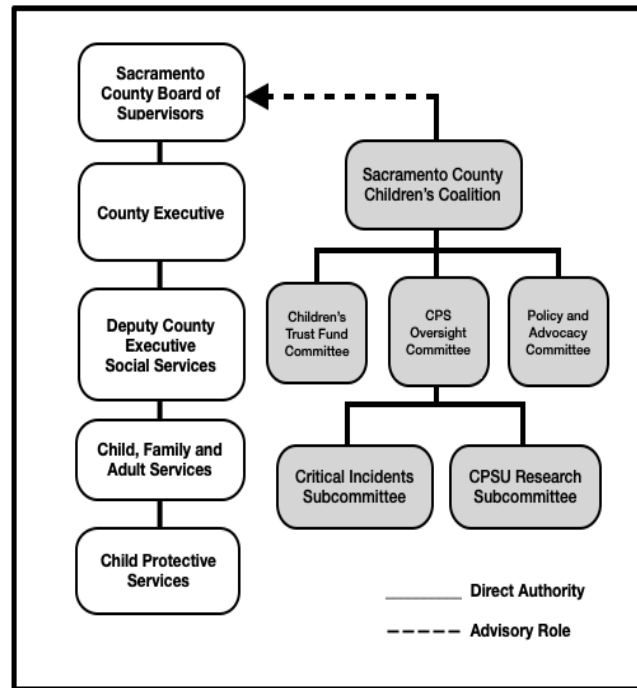 Sacramento
County Board of
Supervisors
County Executive
Deputy County
Executive
Social Services
Child, Family and
Adult Services
Child Protective
Services
Sacramento County
Children's Coalition
Children's
Trust Fund
Committee
CPS
Oversight
Committee
Policy and
Advocacy
Committee
Critical Incidents
Subcommittee
CPSU Research
Subcommittee
Direct Authority
Advisory Role